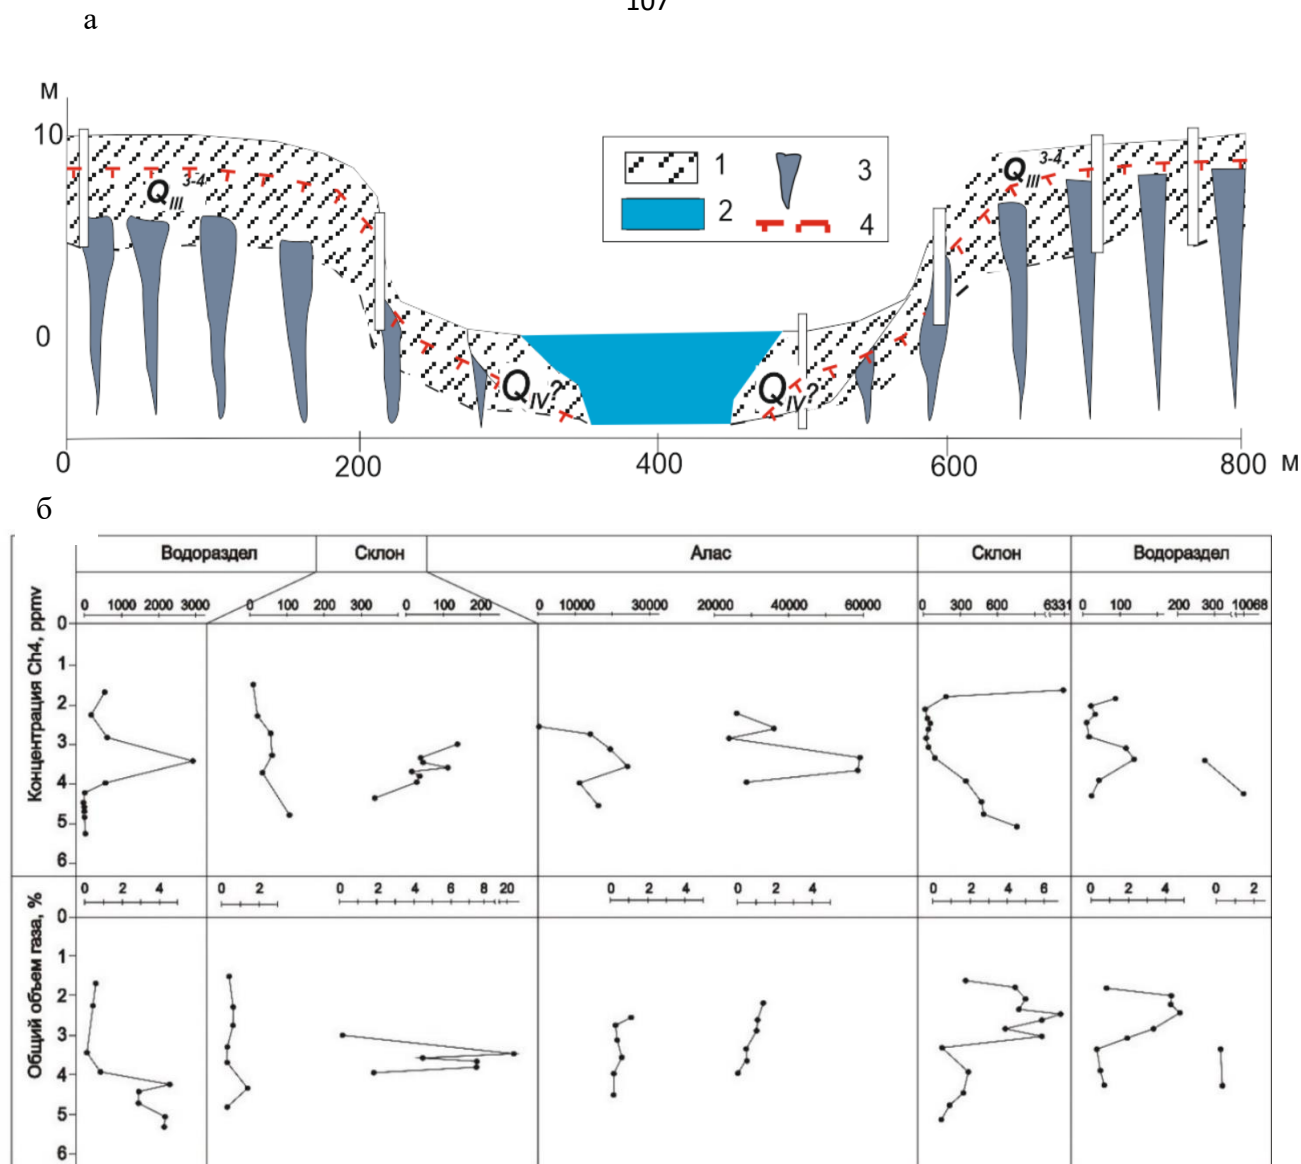 107
а
м
10
Q III 3-4
Q III 3-4
1
3
2
4
0
Q IV ?
Q IV ?
0 200 400 600 800 м
б
Водораздел Склон Алас Склон Водораздел
Концентрация Ch4, ppmv
0 1000 2000 3000 0 100 200 300 0 100 200 0 10000 30000 20000 40000 60000 0 300 600 6331 0 100 200 300 10068
0
1
2
3
4
5
6
Общий объем газа, %
0 2 4 0 2 0 2 4 6 8 20 0 2 4 0 2 4 0 2 4 6 0 2 4 0 2
0
1
2
3
4
5
6